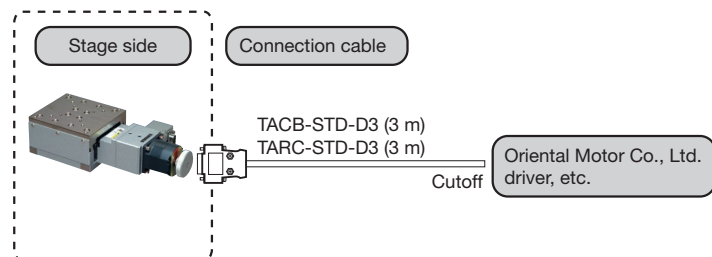 Stage side
Connection cable
TACB-STD-D3 (3 m)
TARC-STD-D3 (3 m)
Cutoff
Oriental Motor Co., Ltd.
driver, etc.